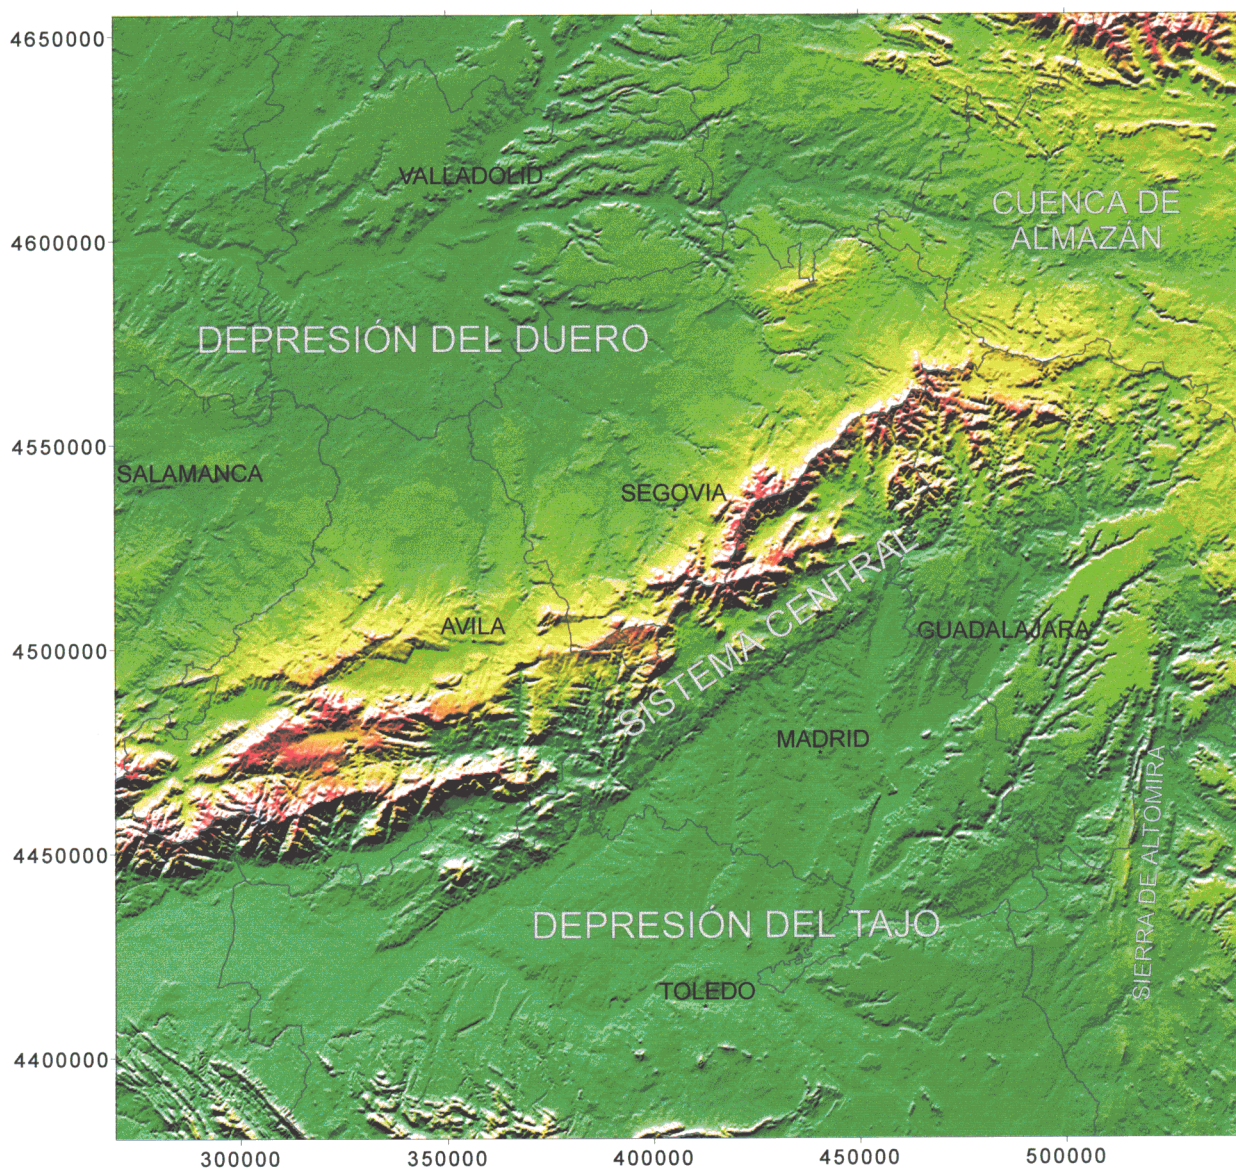 4650000
VALLADOLID
CUENCA DE
ALMAZÁN
4600000
DEPRESIÓN DEL DUERO
4550000
SALAMANCA
SEGOVIA
SISTEMA CENTRAL
AVILA
GUADALAJARA
4500000
MADRID
SIERRA DE ALTOMIRA
4450000
DEPRESIÓN DEL TAJO
TOLEDO
4400000
300000
350000
400000
450000
500000